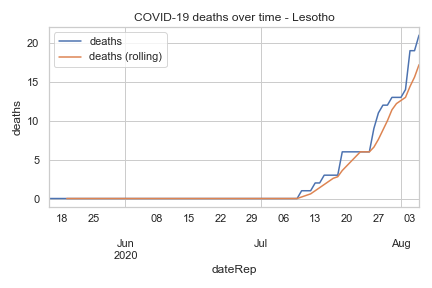 COVID-19 deaths over time - Lesotho
deaths
deaths (rolling)
deaths
20
15
10
5
0
18 25 08 15 22 29 06 13 20 27 03
Jun Jul Aug
2020
dateRep